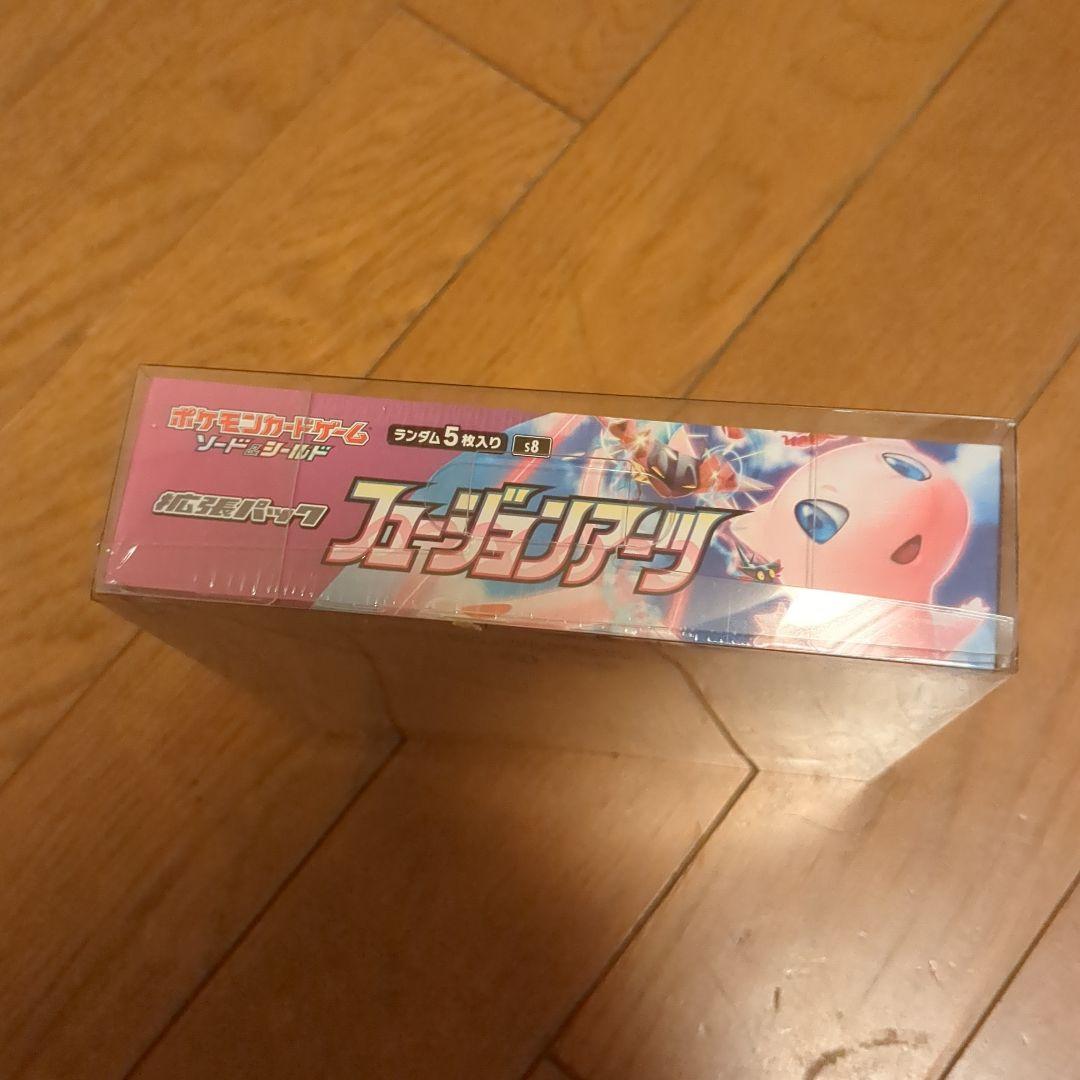 ポケモンカードゲーム
ソード&シールド
ランダム5枚入り s8
拡張パック
フュージョンアーツ